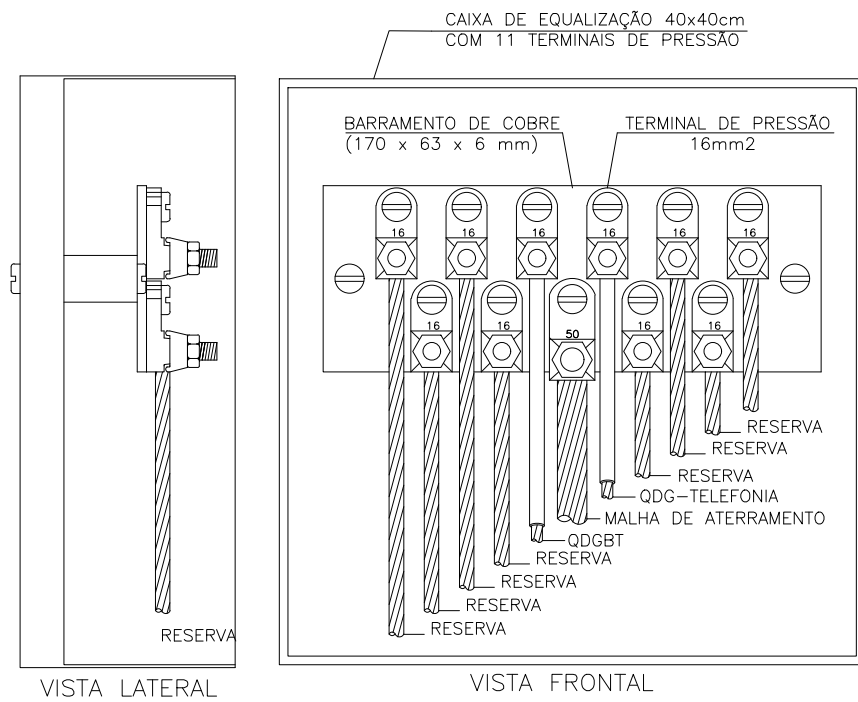 CAIXA DE EQUALIZAÇÃO 40x40cm
COM 11 TERMINAIS DE PRESSÃO
BARRAMENTO DE COBRE
(170 x 63 x 6 mm)
TERMINAL DE PRESSÃO
16mm2
16 16 16 16 16 16
16 16 50 16 16
RESERVA
RESERVA
RESERVA
QDG-TELEFONIA
MALHA DE ATERRAMENTO
QDGBT
RESERVA
RESERVA
RESERVA
RESERVA
RESERVA
VISTA LATERAL
VISTA FRONTAL